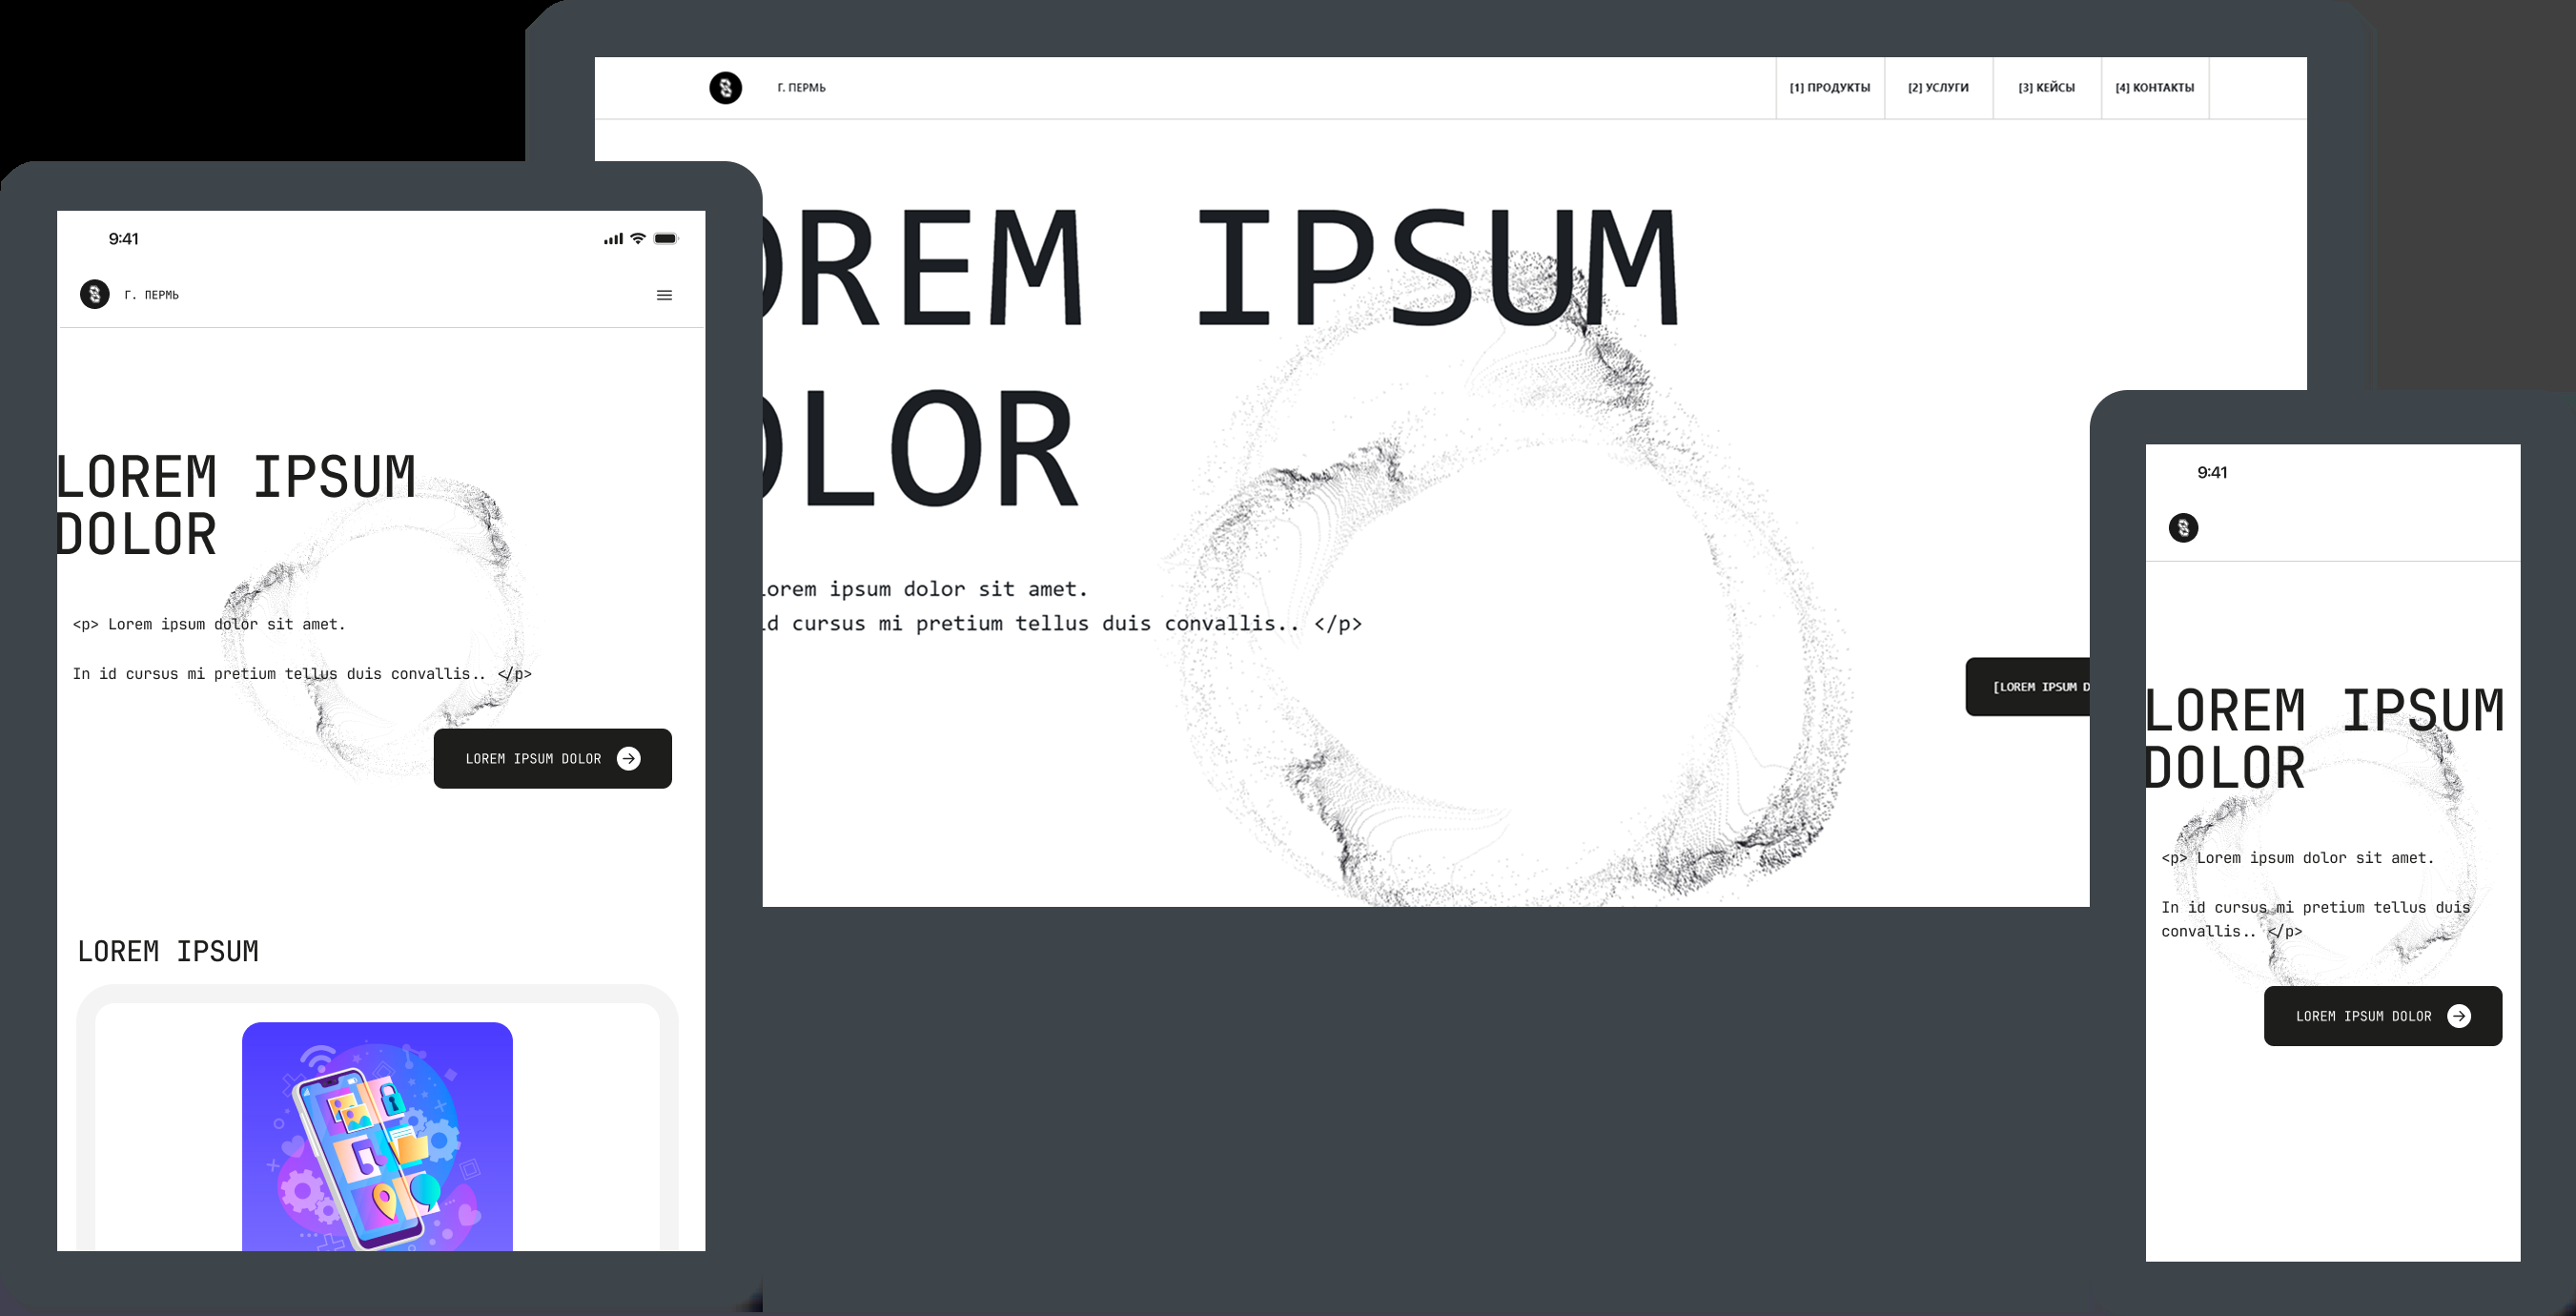 Г. ПЕРМЬ
[1] ПРОДУКТЫ
[2] УСЛУГИ
[3] КЕЙСЫ
[4] КОНТАКТЫ
OREM IPSUM
OLOR
orem ipsum dolor sit amet.
d cursus mi pretium tellus duis convallis.. </p>
[LOREM IPSUM D
9:41
Г. ПЕРМЬ
LOREM IPSUM
DOLOR
<p> Lorem ipsum dolor sit amet.
In id cursus mi pretium tellus duis convallis.. </p>
LOREM IPSUM DOLOR
LOREM IPSUM
9:41
LOREM IPSUM
DOLOR
<p> Lorem ipsum dolor sit amet.
In id cursus mi pretium tellus duis
convallis.. </p>
LOREM IPSUM DOLOR